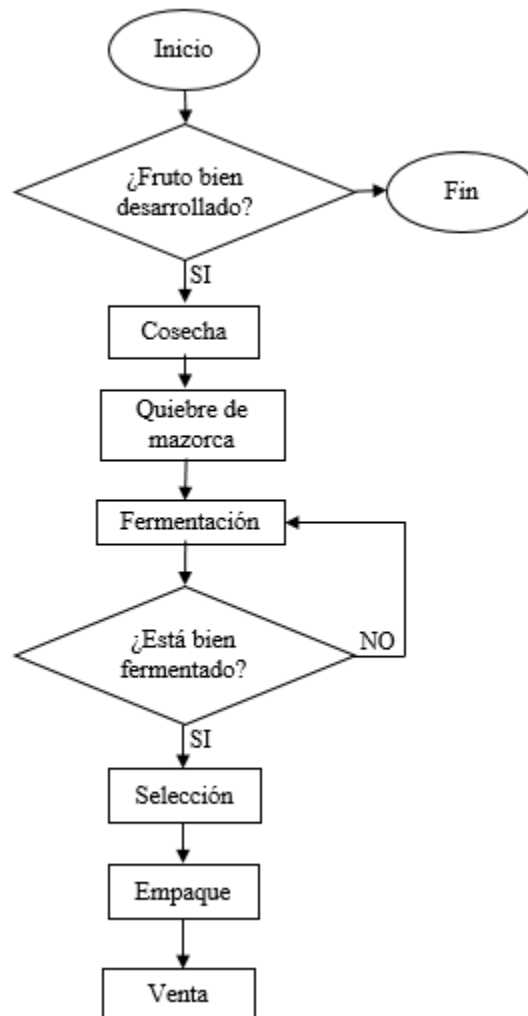 Inicio
¿Fruto bien
desarrollado?
Fin
SI
Cosecha
Quiebre de
mazorca
Fermentación
¿Está bien
fermentado?
NO
SI
Selección
Empaque
Venta